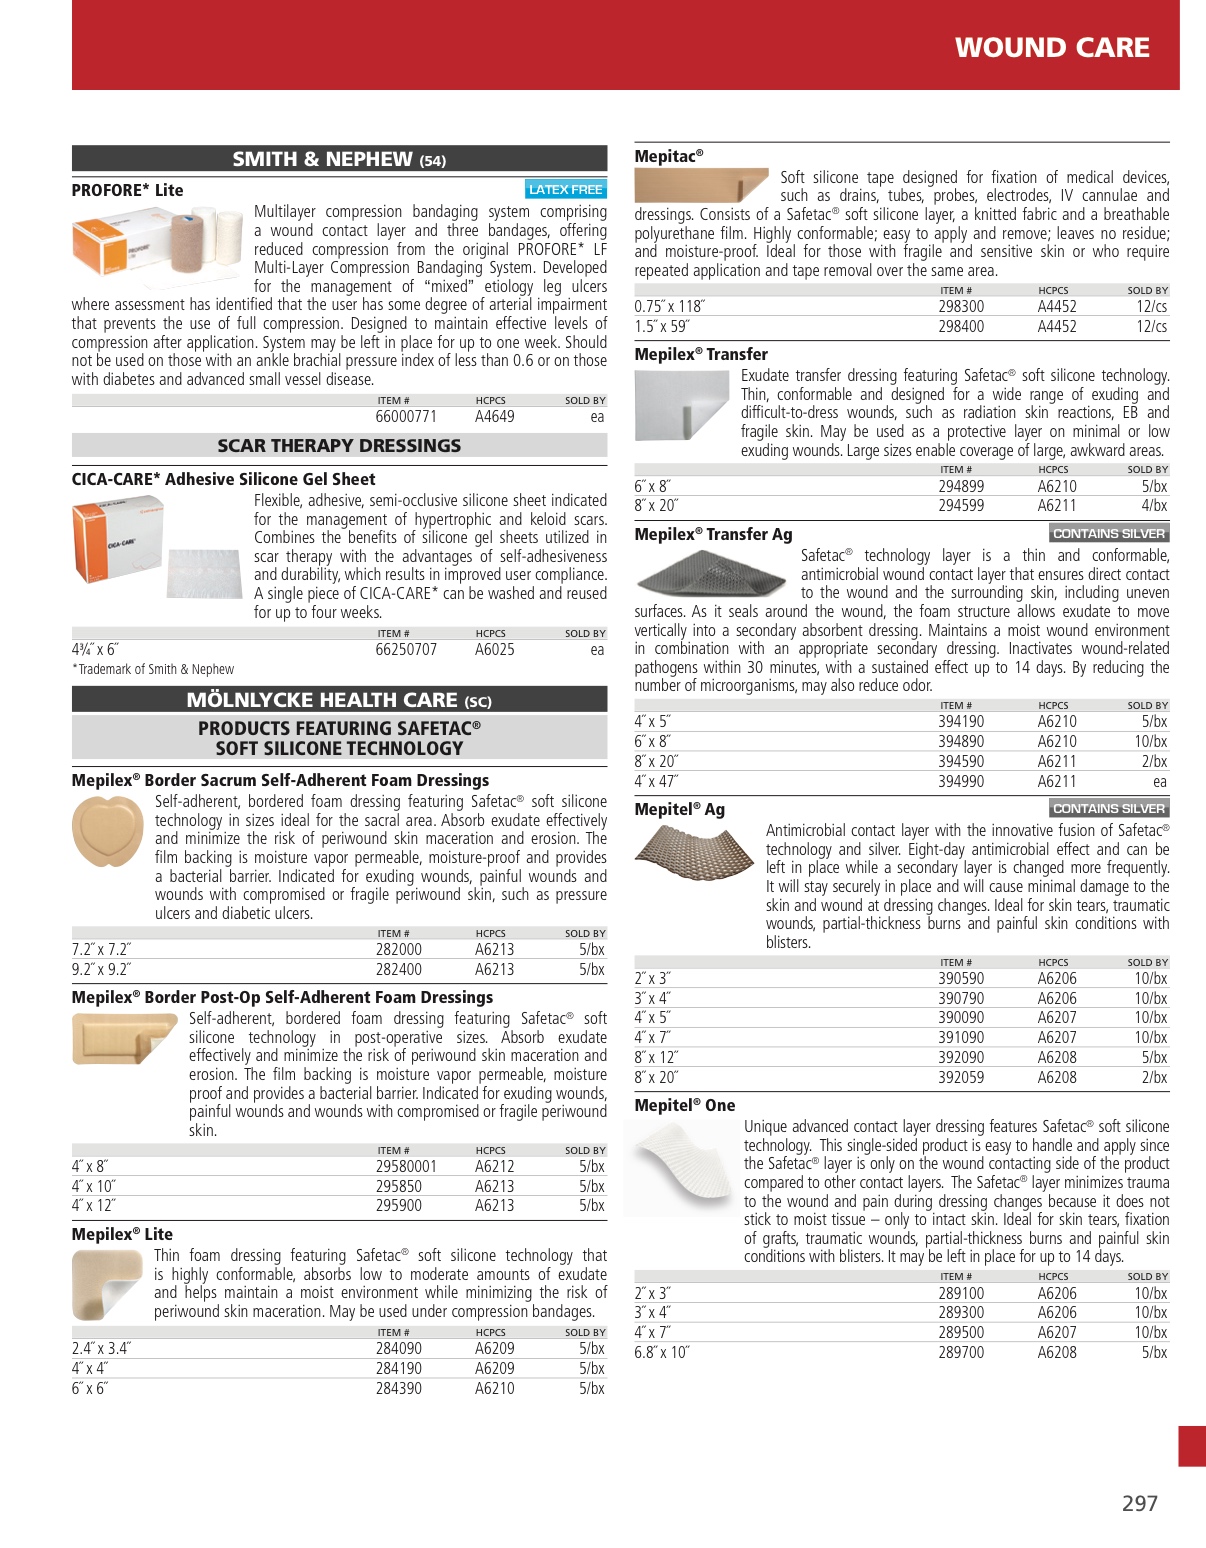 WOUND CARE
SMITH & NEPHEW (54)
PROFORE* Lite
LATEX FREE
Multilayer compression bandaging system comprising
a wound contact layer and three bandages, offering
reduced compression from the original PROFORE* LF
Multi-Layer Compression Bandaging System. Developed
for the management of “mixed” etiology leg ulcers
where assessment has identified that the user has some degree of arterial impairment
that prevents the use of full compression. Designed to maintain effective levels of
compression after application. System may be left in place for up to one week. Should
not be used on those with an ankle brachial pressure index of less than 0.6 or on those
with diabetes and advanced small vessel disease.
ITEM # HCPCS SOLD BY
66000771 A4649 ea
SCAR THERAPY DRESSINGS
CICA-CARE* Adhesive Silicone Gel Sheet
CICA-CARE*
Flexible, adhesive, semi-occlusive silicone sheet indicated
for the management of hypertrophic and keloid scars.
Combines the benefits of silicone gel sheets utilized in
scar therapy with the advantages of self-adhesiveness
and durability, which results in improved user compliance.
A single piece of CICA-CARE* can be washed and reused
for up to four weeks.
ITEM # HCPCS SOLD BY
4¾˝ x 6˝ 66250707 A6025 ea
*Trademark of Smith & Nephew
MÖLNLYCKE HEALTH CARE (SC)
PRODUCTS FEATURING SAFETAC®
SOFT SILICONE TECHNOLOGY
Mepilex® Border Sacrum Self-Adherent Foam Dressings
Self-adherent, bordered foam dressing featuring Safetac® soft silicone
technology in sizes ideal for the sacral area. Absorb exudate effectively
and minimize the risk of periwound skin maceration and erosion. The
film backing is moisture vapor permeable, moisture-proof and provides
a bacterial barrier. Indicated for exuding wounds, painful wounds and
wounds with compromised or fragile periwound skin, such as pressure
ulcers and diabetic ulcers.
ITEM # HCPCS SOLD BY
7.2˝ x 7.2˝ 282000 A6213 5/bx
9.2˝ x 9.2˝ 282400 A6213 5/bx
Mepilex® Border Post-Op Self-Adherent Foam Dressings
Self-adherent, bordered foam dressing featuring Safetac® soft
silicone technology in post-operative sizes. Absorb exudate
effectively and minimize the risk of periwound skin maceration and
erosion. The film backing is moisture vapor permeable, moisture
proof and provides a bacterial barrier. Indicated for exuding wounds,
painful wounds and wounds with compromised or fragile periwound
skin.
ITEM # HCPCS SOLD BY
4˝ x 8˝ 29580001 A6212 5/bx
4˝ x 10˝ 295850 A6213 5/bx
4˝ x 12˝ 295900 A6213 5/bx
Mepilex® Lite
Thin foam dressing featuring Safetac® soft silicone technology that
is highly conformable, absorbs low to moderate amounts of exudate
and helps maintain a moist environment while minimizing the risk of
periwound skin maceration. May be used under compression bandages.
ITEM # HCPCS SOLD BY
2.4˝ x 3.4˝ 284090 A6209 5/bx
4˝ x 4˝ 284190 A6209 5/bx
6˝ x 6˝ 284390 A6210 5/bx
Mepitac®
Soft silicone tape designed for fixation of medical devices,
such as drains, tubes, probes, electrodes, IV cannulae and
dressings. Consists of a Safetac® soft silicone layer, a knitted fabric and a breathable
polyurethane film. Highly conformable; easy to apply and remove; leaves no residue;
and moisture-proof. Ideal for those with fragile and sensitive skin or who require
repeated application and tape removal over the same area.
ITEM # HCPCS SOLD BY
0.75˝ x 118˝ 298300 A4452 12/cs
1.5˝ x 59˝ 298400 A4452 12/cs
Mepilex® Transfer
Exudate transfer dressing featuring Safetac® soft silicone technology.
Thin, conformable and designed for a wide range of exuding and
difficult-to-dress wounds, such as radiation skin reactions, EB and
fragile skin. May be used as a protective layer on minimal or low
exuding wounds. Large sizes enable coverage of large, awkward areas.
ITEM # HCPCS SOLD BY
6˝ x 8˝ 294899 A6210 5/bx
8˝ x 20˝ 294599 A6211 4/bx
Mepilex® Transfer Ag
CONTAINS SILVER
Safetac® technology layer is a thin and conformable,
antimicrobial wound contact layer that ensures direct contact
to the wound and the surrounding skin, including uneven
surfaces. As it seals around the wound, the foam structure allows exudate to move
vertically into a secondary absorbent dressing. Maintains a moist wound environment
in combination with an appropriate secondary dressing. Inactivates wound-related
pathogens within 30 minutes, with a sustained effect up to 14 days. By reducing the
number of microorganisms, may also reduce odor.
ITEM # HCPCS SOLD BY
4˝ x 5˝ 394190 A6210 5/bx
6˝ x 8˝ 394890 A6210 10/bx
8˝ x 20˝ 394590 A6211 2/bx
4˝ x 47˝ 394990 A6211 ea
Mepitel® Ag
CONTAINS SILVER
Antimicrobial contact layer with the innovative fusion of Safetac®
technology and silver. Eight-day antimicrobial effect and can be
left in place while a secondary layer is changed more frequently.
It will stay securely in place and will cause minimal damage to the
skin and wound at dressing changes. Ideal for skin tears, traumatic
wounds, partial-thickness burns and painful skin conditions with
blisters.
ITEM # HCPCS SOLD BY
2˝ x 3˝ 390590 A6206 10/bx
3˝ x 4˝ 390790 A6206 10/bx
4˝ x 5˝ 390090 A6207 10/bx
4˝ x 7˝ 391090 A6207 10/bx
8˝ x 12˝ 392090 A6208 5/bx
8˝ x 20˝ 392059 A6208 2/bx
Mepitel® One
Unique advanced contact layer dressing features Safetac® soft silicone
technology. This single-sided product is easy to handle and apply since
the Safetac® layer is only on the wound contacting side of the product
compared to other contact layers. The Safetac® layer minimizes trauma
to the wound and pain during dressing changes because it does not
stick to moist tissue – only to intact skin. Ideal for skin tears, fixation
of grafts, traumatic wounds, partial-thickness burns and painful skin
conditions with blisters. It may be left in place for up to 14 days.
ITEM # HCPCS SOLD BY
2˝ x 3˝ 289100 A6206 10/bx
3˝ x 4˝ 289300 A6206 10/bx
4˝ x 7˝ 289500 A6207 10/bx
6.8˝ x 10˝ 289700 A6208 5/bx
297